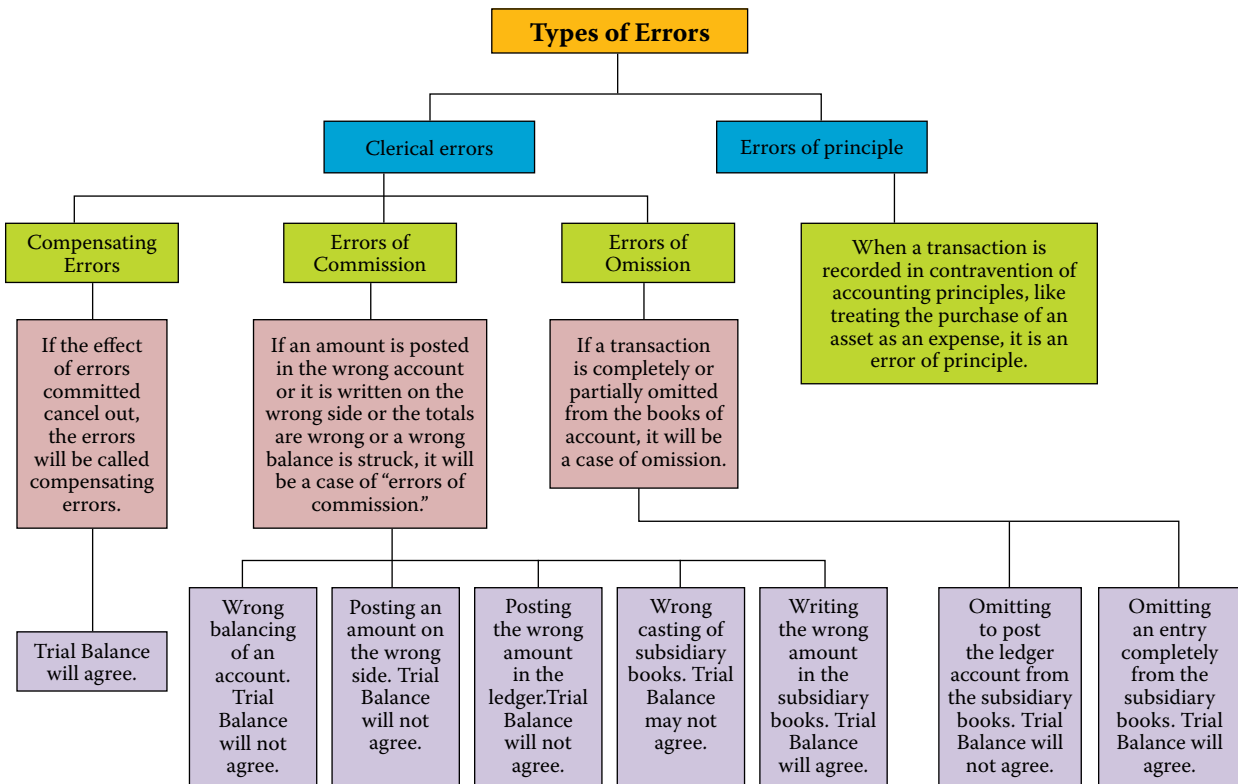 Types of Errors
Clerical errors
Errors of principle
Compensating
Errors
Errors of
Commission
Errors of
Omission
When a transaction is
recorded in contravention of
accounting principles, like
treating the purchase of an
asset as an expense, it is an
error of principle.
If the effect
of errors
committed
cancel out,
the errors
will be called
compensating
errors.
If an amount is posted
in the wrong account
or it is written on the
wrong side or the totals
are wrong or a wrong
balance is struck, it will
be a case of “errors of
commission.”
If a transaction
is completely or
partially omitted
from the books of
account, it will be
a case of omission.
Trial Balance
will agree.
Wrong
balancing
of an
account.
Trial
Balance
will not
agree.
Posting an
amount on
the wrong
side. Trial
Balance
will not
agree.
Posting
the wrong
amount
in the
ledger.Trial
Balance
will not
agree.
Wrong
casting of
subsidiary
books. Trial
Balance
may not
agree.
Writing
the wrong
amount
in the
subsidiary
books. Trial
Balance
will agree.
Omitting
to post
the ledger
account from
the subsidiary
books. Trial
Balance will
not agree.
Omitting
an entry
completely
from the
subsidiary
books. Trial
Balance will
agree.